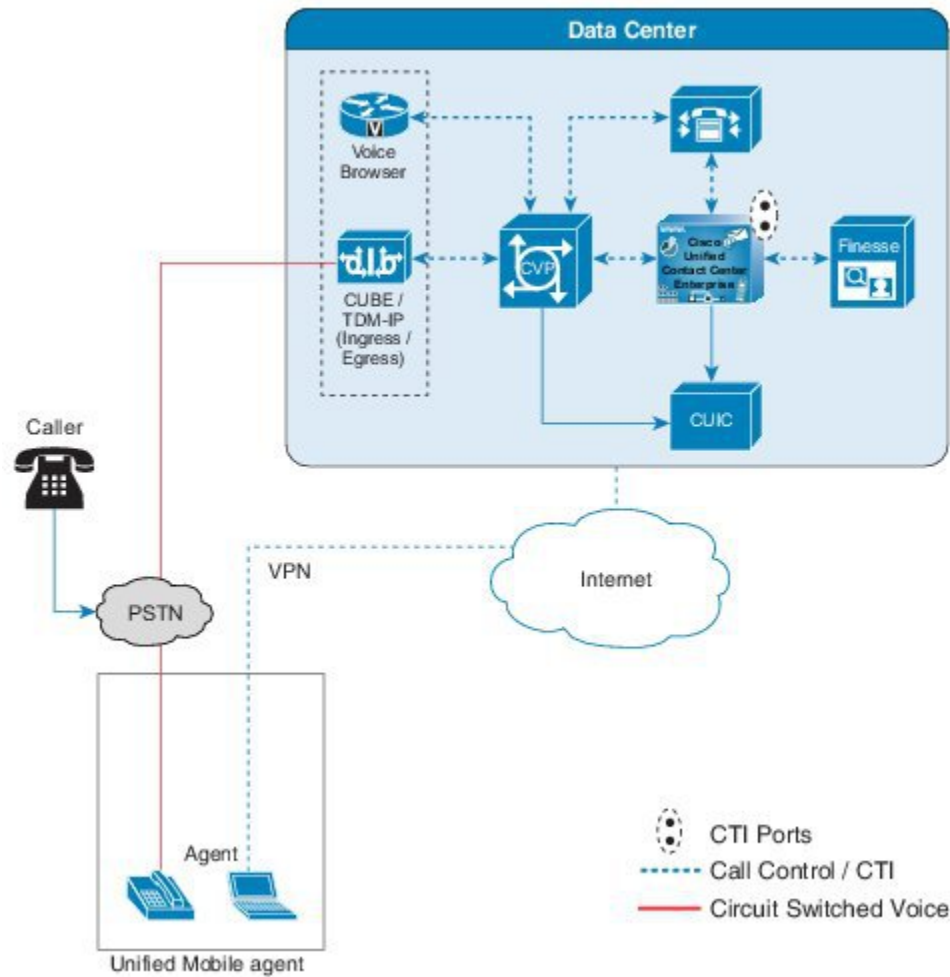 Data Center
V
Voice
Browser
CUBE /
TDM-IP
(Ingress /
Egress)
CVP
Cisco
Unified
Contact Center
Enterprise
Finesse
CUIC
Caller
PSTN
VPN
Internet
Agent
Unified Mobile agent
CTI Ports
Call Control / CTI
Circuit Switched Voice